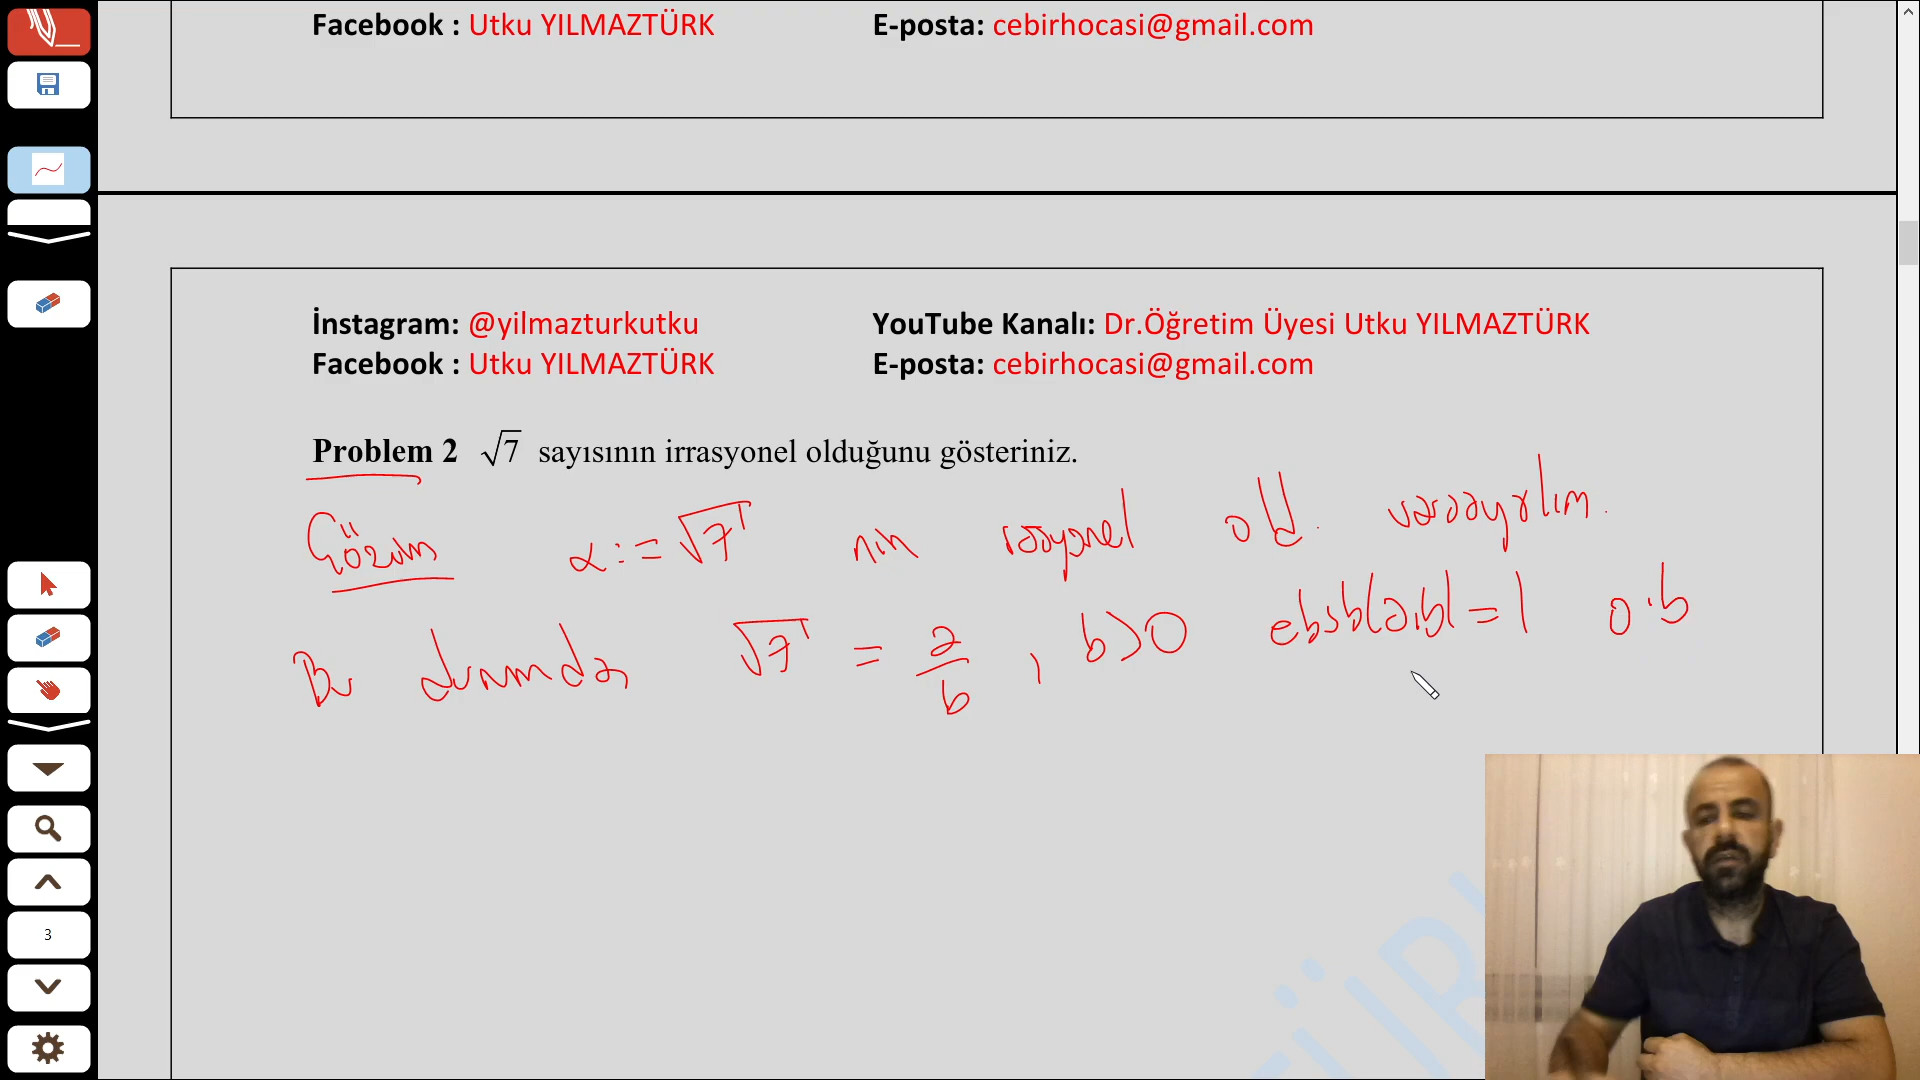 Facebook : Utku YILMAZTÜRK E-posta: cebirhocasi@gmail.com
İnstagram: @yilmazturkutku YouTube Kanalı: Dr.Öğretim Üyesi Utku YILMAZTÜRK
Facebook : Utku YILMAZTÜRK E-posta: cebirhocasi@gmail.com
Problem 2 √7 sayısının irrasyonel olduğunu gösteriniz.
Çözüm α := √7 nin rasyonel old. varsayalım.
Bu durumda √7 = a/b , b>0 ebob(a,b)=1 o.b
3